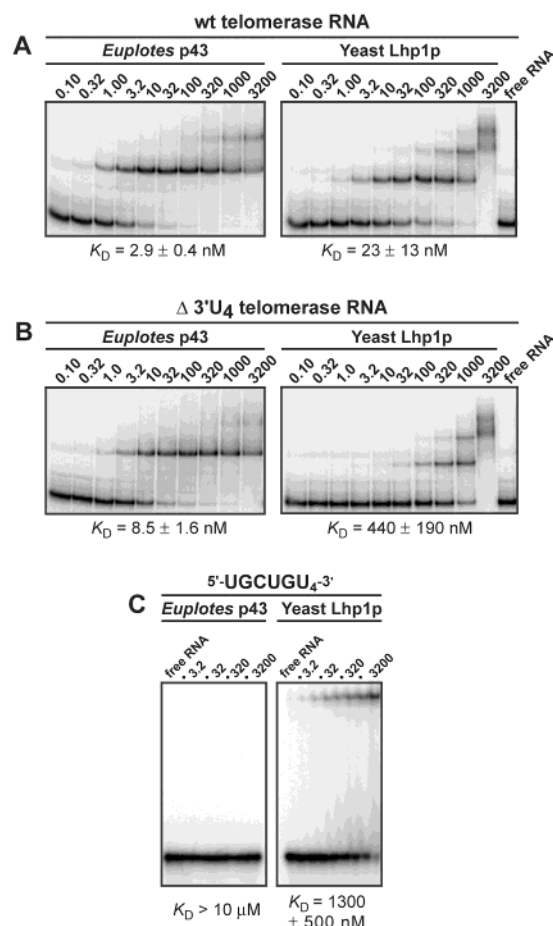 wt telomerase RNA
A
Euplotes p43 Yeast Lhp1p
0.10 0.32 1.00 3.2 10 32 100 320 1000 3200 0.10 0.32 1.00 3.2 10 32 100 320 1000 3200 free RNA
KD = 2.9 ± 0.4 nM KD = 23 ± 13 nM
Δ 3'U4 telomerase RNA
B
Euplotes p43 Yeast Lhp1p
0.10 0.32 1.0 3.2 10 32 100 320 1000 3200 0.10 0.32 1.0 3.2 10 32 100 320 1000 3200 free RNA
KD = 8.5 ± 1.6 nM KD = 440 ± 190 nM
5'-UGCUGU4-3'
C
Euplotes p43 Yeast Lhp1p
free RNA • 3.2 • 32 • 320 • 3200 free RNA • 3.2 • 32 • 320 • 3200
KD > 10 μM KD = 1300
± 500 nM